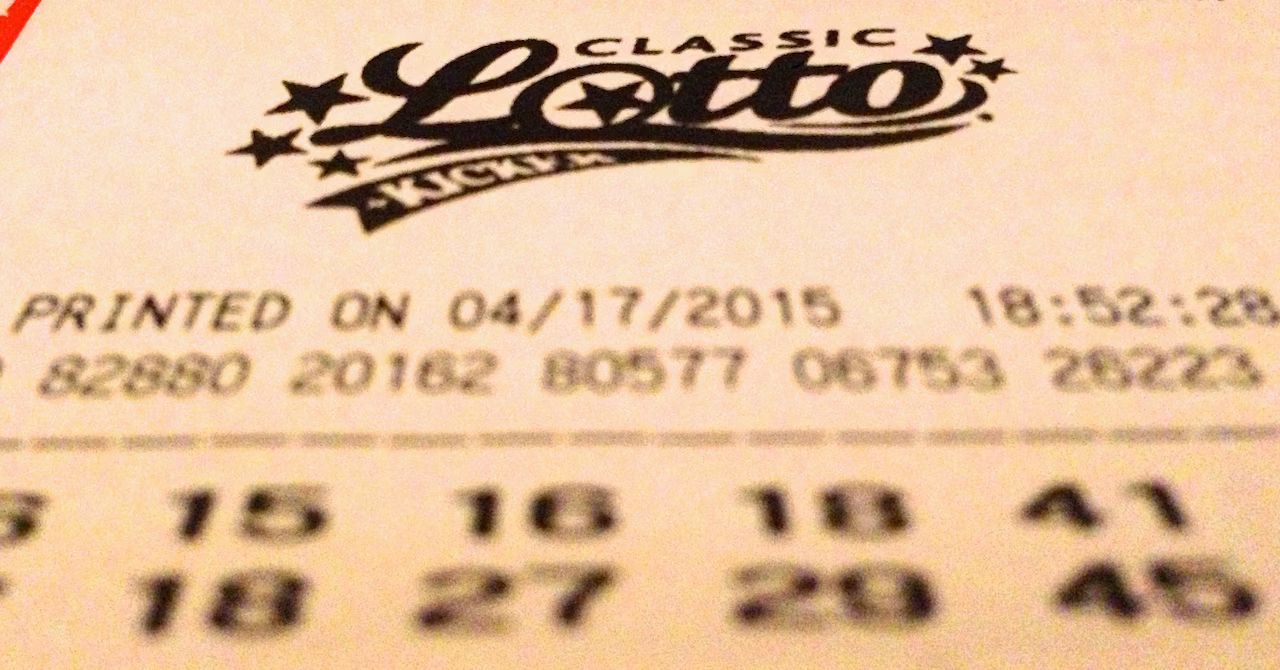 CLASSIC
Lotto
KICKER
PRINTED ON 04/17/2015 18:52:28
82880 20162 80577 06753 26223
15 16 18 41
18 27 29 45